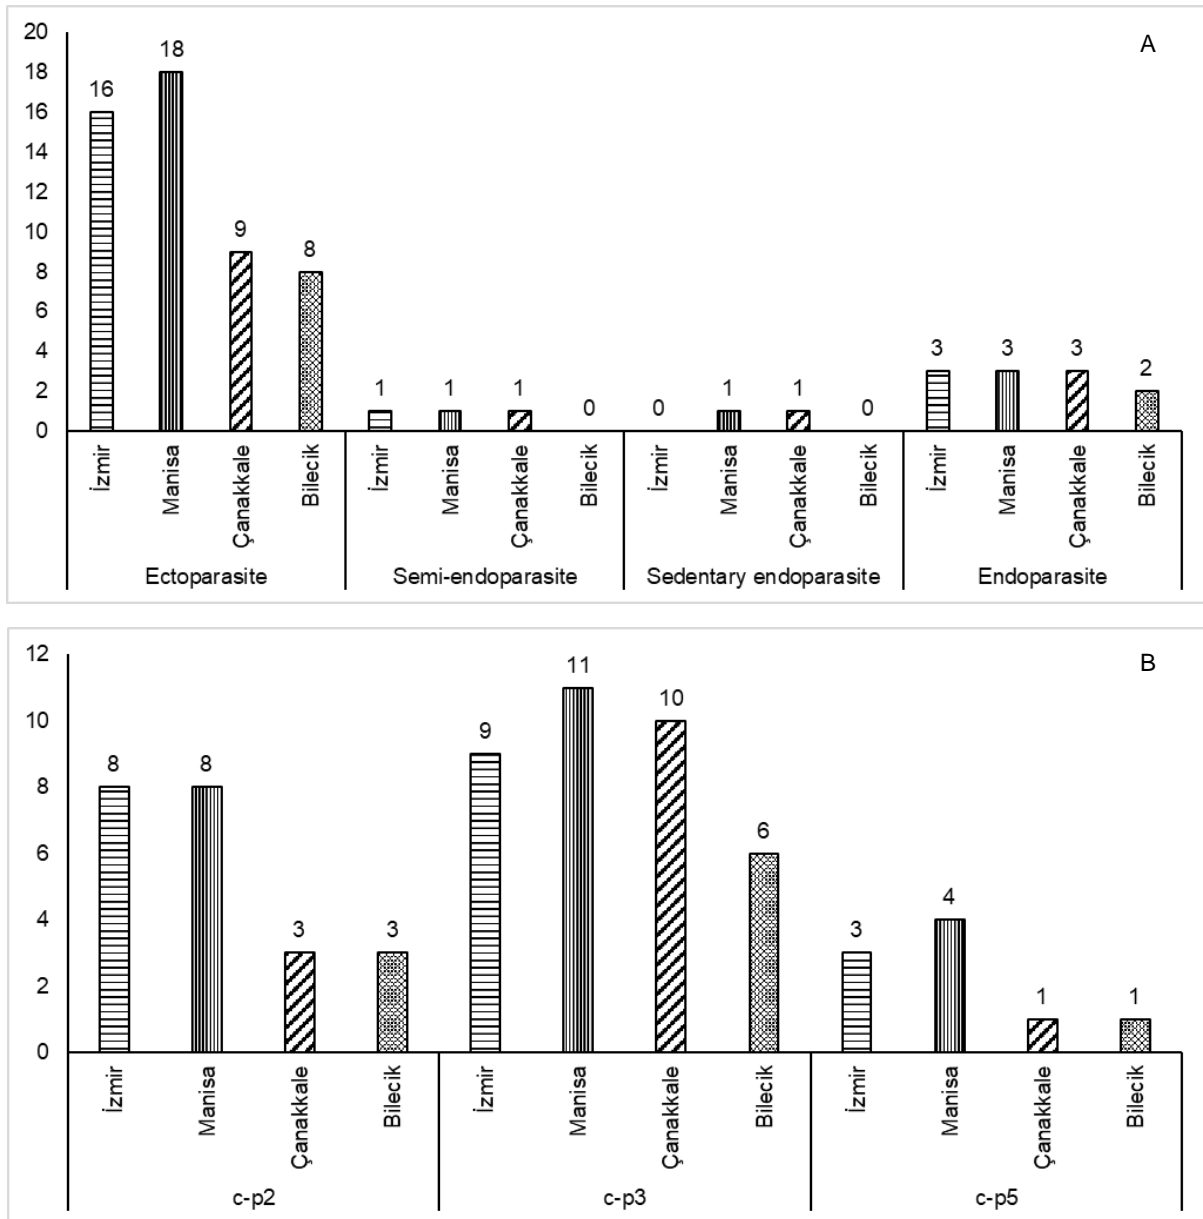 A
20
18
16
14
12
10
8
6
4
2
0
16
18
9
8
1
1
1
0
0
1
1
0
3
3
3
2
İzmir
Manisa
Çanakkale
Bilecik
İzmir
Manisa
Çanakkale
Bilecik
İzmir
Manisa
Çanakkale
Bilecik
İzmir
Manisa
Çanakkale
Bilecik
Ectoparasite
Semi-endoparasite
Sedentary endoparasite
Endoparasite
B
12
10
8
6
4
2
0
8
8
3
3
9
11
10
6
3
4
1
1
İzmir
Manisa
Çanakkale
Bilecik
İzmir
Manisa
Çanakkale
Bilecik
İzmir
Manisa
Çanakkale
Bilecik
c-p2
c-p3
c-p5